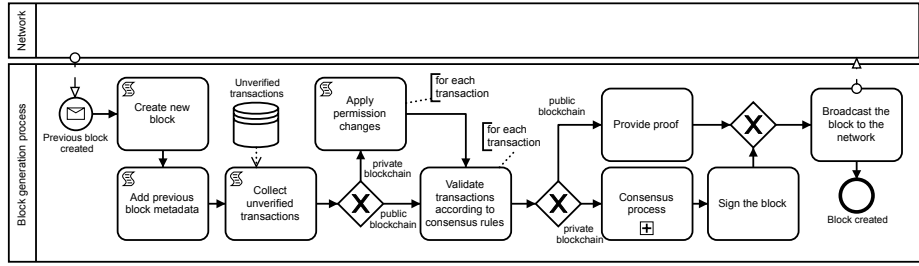 Network
Block generation process
Previous block
created
Create new
block
Add previous
block metadata
Unverified
transactions
Collect
unverified
transactions
Apply
permission
changes
for each
transaction
private
blockchain
public
blockchain
for each
transaction
Validate
transactions
according to
consensus rules
public
blockchain
private
blockchain
Provide proof
Consensus
process
Sign the block
Broadcast the
block to the
network
Block created